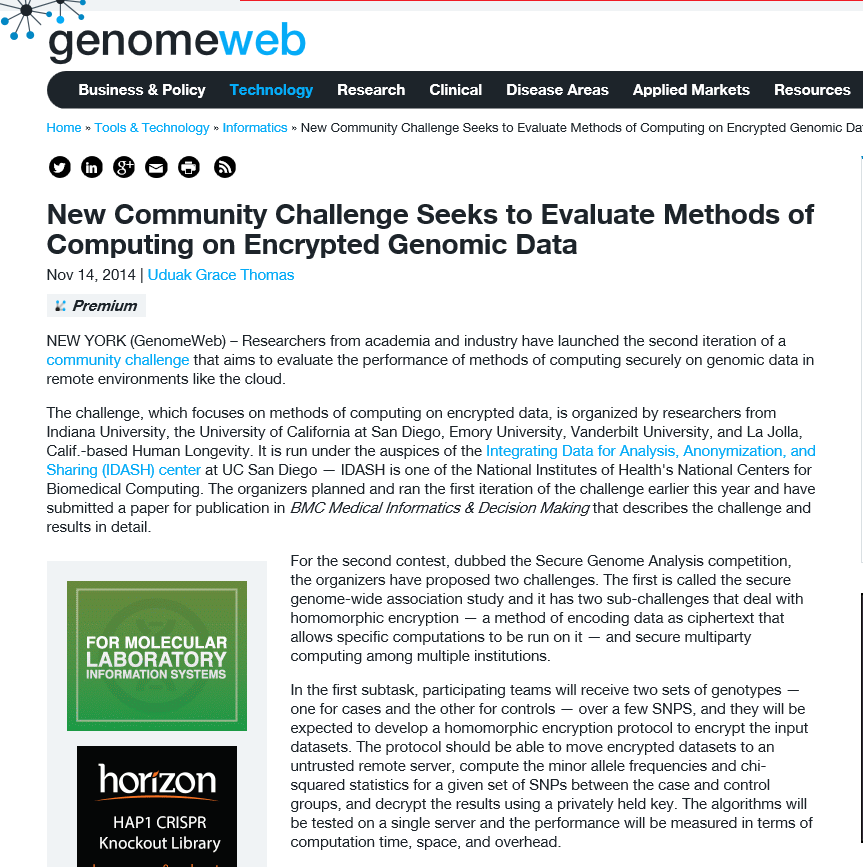 genomeweb
Business & Policy Technology Research Clinical Disease Areas Applied Markets Resources
Home » Tools & Technology » Informatics » New Community Challenge Seeks to Evaluate Methods of Computing on Encrypted Genomic Da
New Community Challenge Seeks to Evaluate Methods of
Computing on Encrypted Genomic Data
Nov 14, 2014 | Uduak Grace Thomas
Premium
NEW YORK (GenomeWeb) – Researchers from academia and industry have launched the second iteration of a
community challenge that aims to evaluate the performance of methods of computing securely on genomic data in
remote environments like the cloud.
The challenge, which focuses on methods of computing on encrypted data, is organized by researchers from
Indiana University, the University of California at San Diego, Emory University, Vanderbilt University, and La Jolla,
Calif.-based Human Longevity. It is run under the auspices of the Integrating Data for Analysis, Anonymization, and
Sharing (IDASH) center at UC San Diego — IDASH is one of the National Institutes of Health's National Centers for
Biomedical Computing. The organizers planned and ran the first iteration of the challenge earlier this year and have
submitted a paper for publication in BMC Medical Informatics & Decision Making that describes the challenge and
results in detail.
FOR MOLECULAR
LABORATORY
INFORMATION SYSTEMS
horizon
HAP1 CRISPR
Knockout Library
For the second contest, dubbed the Secure Genome Analysis competition,
the organizers have proposed two challenges. The first is called the secure
genome-wide association study and it has two sub-challenges that deal with
homomorphic encryption — a method of encoding data as ciphertext that
allows specific computations to be run on it — and secure multiparty
computing among multiple institutions.
In the first subtask, participating teams will receive two sets of genotypes —
one for cases and the other for controls — over a few SNPS, and they will be
expected to develop a homomorphic encryption protocol to encrypt the input
datasets. The protocol should be able to move encrypted datasets to an
untrusted remote server, compute the minor allele frequencies and chi-
squared statistics for a given set of SNPs between the case and control
groups, and decrypt the results using a privately held key. The algorithms will
be tested on a single server and the performance will be measured in terms of
computation time, space, and overhead.